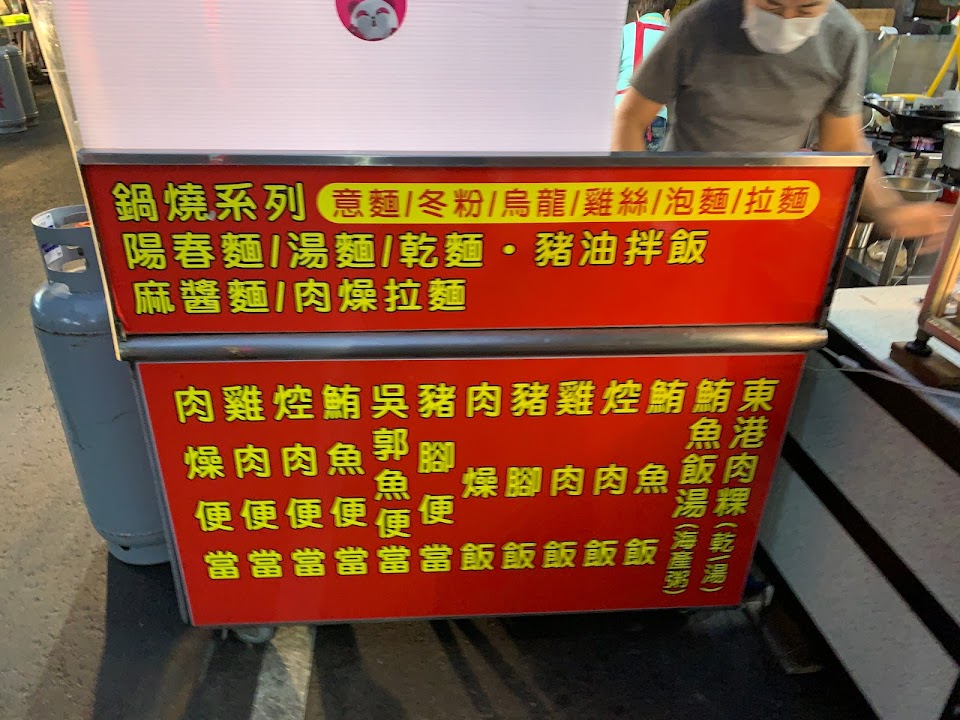 鍋燒系列 意麵/冬粉/烏龍/雞絲/泡麵/拉麵
陽春麵/湯麵/乾麵・豬油拌飯
麻醬麵/肉燥拉麵
東港肉粿(乾、湯)
鮪魚飯湯(海產粥)
鮪魚飯
焢肉飯
雞肉飯
豬腳飯
肉燥飯
豬腳便當
吳郭魚便當
鮪魚便當
焢肉便當
雞肉便當
肉燥便當